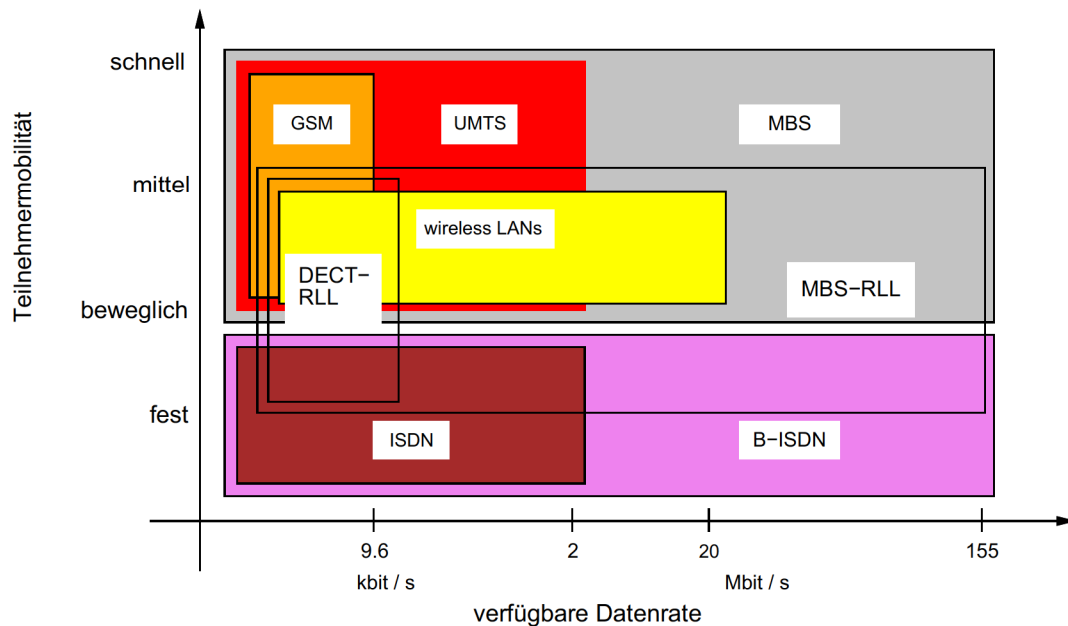 schnell
GSM
UMTS
MBS
Teilnehmermobilität
mittel
wireless LANs
DECT−
RLL
MBS−RLL
beweglich
fest
ISDN
B−ISDN
9.6
2
20
155
kbit / s
Mbit / s
verfügbare Datenrate